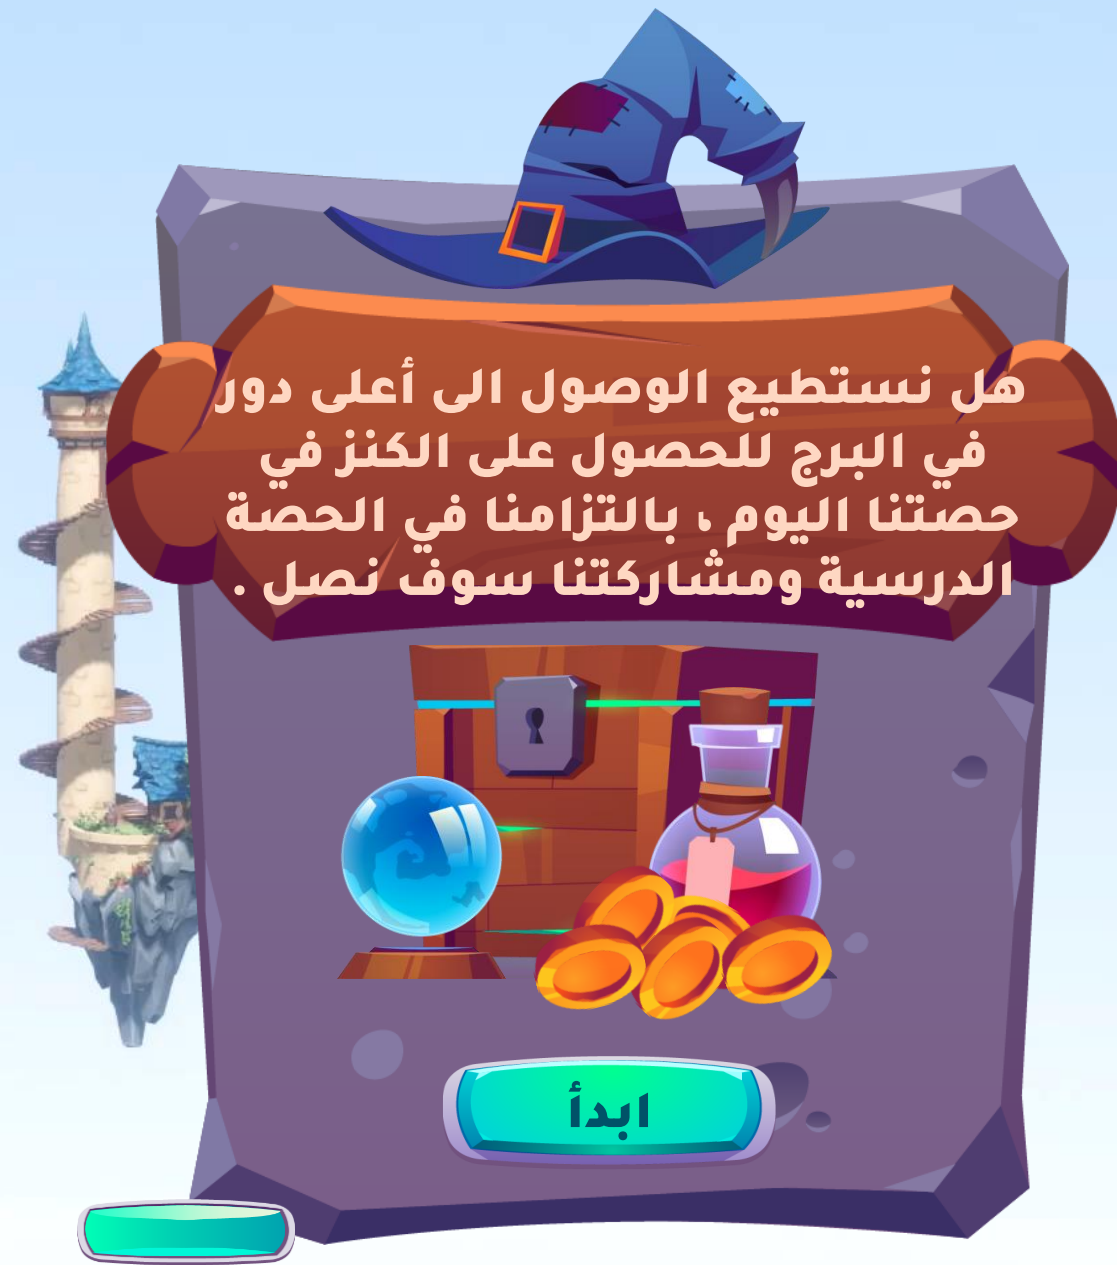 هل نستطيع الوصول الى أعلى دور
في البرج للحصول على الكنز في
حصتنا اليوم ، بالتزامنا في الحصة
الدرسية ومشاركتنا سوف نصل .
ابدأ